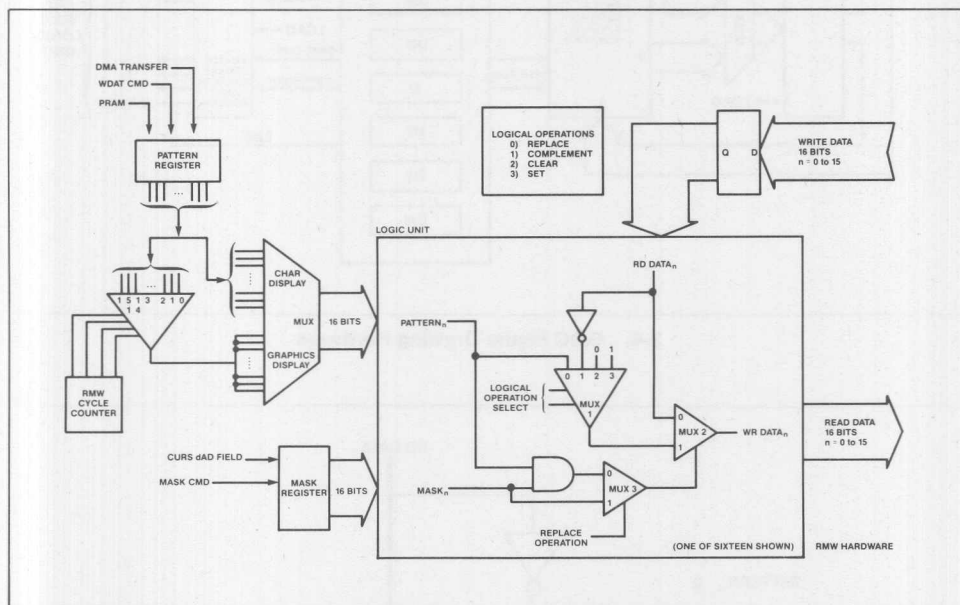 DMA TRANSFER
WDAT CMD
PRAM
PATTERN
REGISTER
...
1 5 1 3 ... 2 1 0
1 4
RMW
CYCLE
COUNTER
CHAR
DISPLAY
MUX
16 BITS
GRAPHICS
DISPLAY
CURS dAD FIELD
MASK CMD
MASK
REGISTER
16 BITS
LOGICAL OPERATIONS
0) REPLACE
1) COMPLEMENT
2) CLEAR
3) SET
Q D
WRITE DATA
16 BITS
n = 0 to 15
LOGIC UNIT
RD DATAn
PATTERNn
0 1
0 1 2 3
LOGICAL
OPERATION
SELECT
MUX
1
0
MUX 2
1
WR DATAn
MASKn
0
MUX 3
1
REPLACE
OPERATION
(ONE OF SIXTEEN SHOWN)
READ DATA
16 BITS
n = 0 to 15
RMW HARDWARE